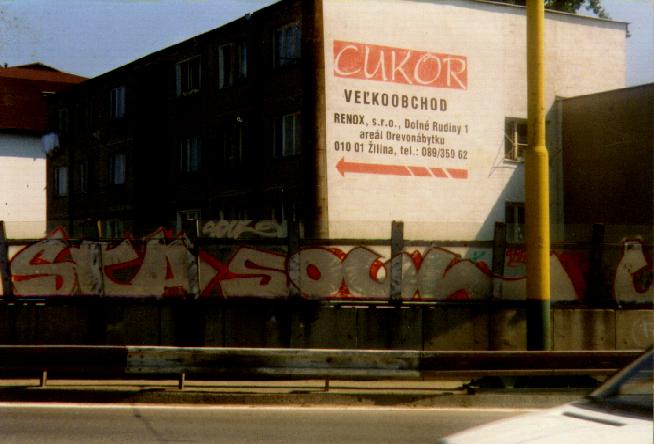 CUKOR
VEĽKOOBCHOD
RENOX, s.r.o., Dolné Rudiny 1
areál Drevonábytku
010 01 Žilina, tel.: 089/359 62